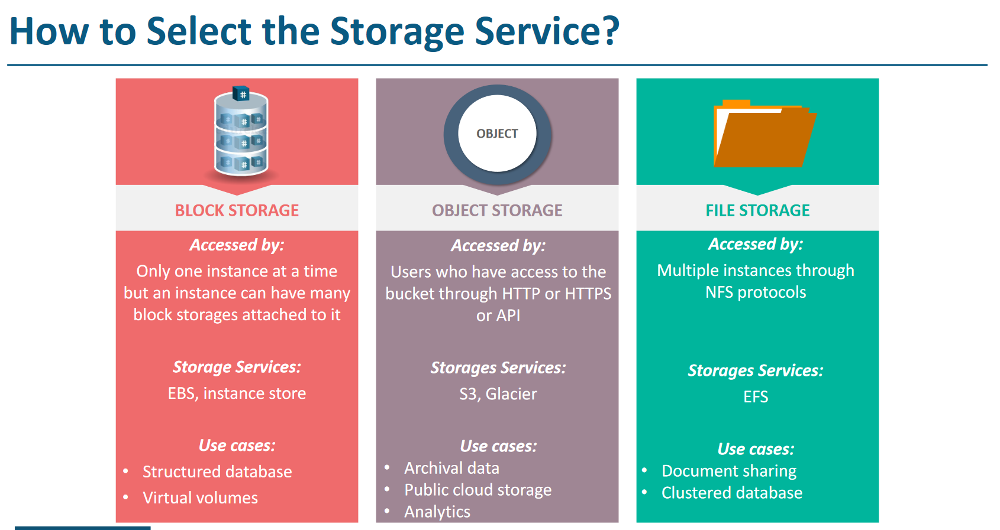 How to Select the Storage Service?
#
#
#
#
OBJECT
BLOCK STORAGE
Accessed by:
Only one instance at a time
but an instance can have many
block storages attached to it
Storage Services:
EBS, instance store
Use cases:
• Structured database
• Virtual volumes
OBJECT STORAGE
Accessed by:
Users who have access to the
bucket through HTTP or HTTPS
or API
Storages Services:
S3, Glacier
Use cases:
• Archival data
• Public cloud storage
• Analytics
FILE STORAGE
Accessed by:
Multiple instances through
NFS protocols
Storages Services:
EFS
Use cases:
• Document sharing
• Clustered database